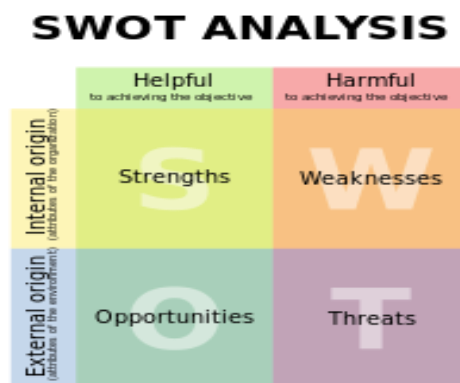 SWOT ANALYSIS
Helpful
to achieving the objective
Harmful
to achieving the objective
Internal origin
(attributes of the organization)
S
Strengths
W
Weaknesses
External origin
(attributes of the environment)
O
Opportunities
T
Threats